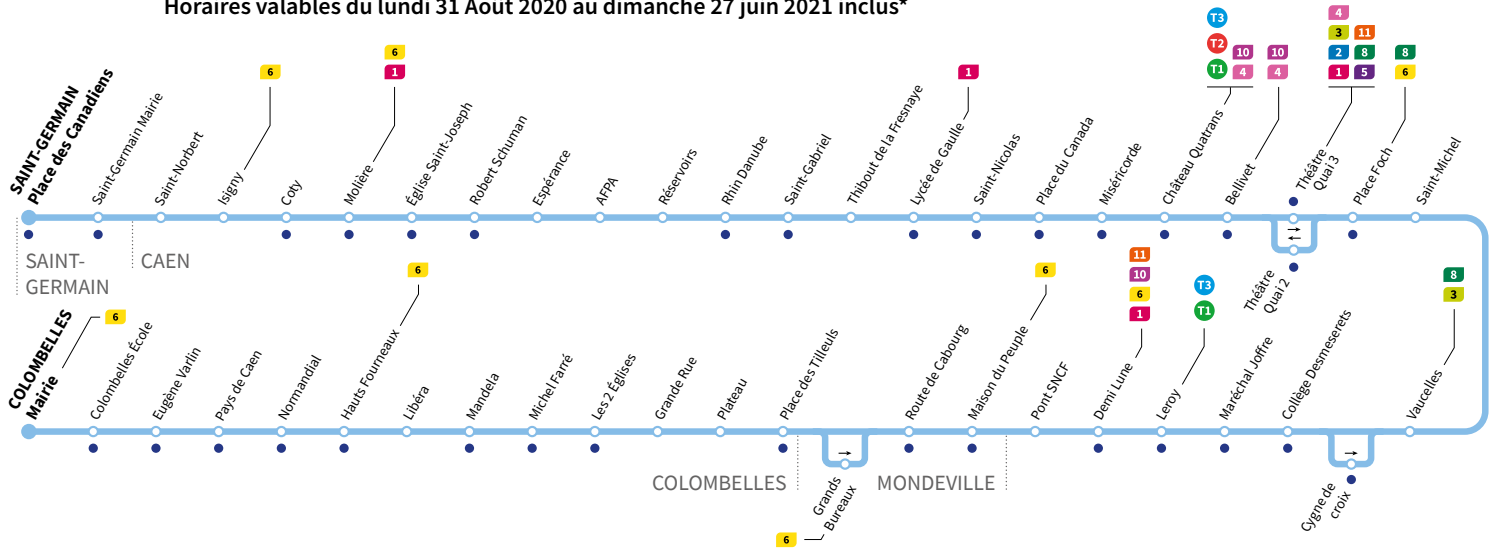 Horaires valables du lundi 31 Août 2020 au dimanche 27 juin 2021 inclus*
SAINT-GERMAIN
Place des Canadiens
Saint-Germain Mairie
Saint-Norbert
6
Isigny
Coty
6
1
Molière
Église Saint-Joseph
Robert Schuman
Espérance
AFPA
Réservoirs
Rhin Danube
Saint-Gabriel
Thibout de la Fresnaye
1
Lycée de Gaulle
Saint-Nicolas
Place du Canada
Miséricorde
T3
T2
10
T1
4
Château Quatrans
10
4
Bellivet
4
3
11
2
8
1
5
Théâtre
Quai 3
8
6
Place Foch
Saint-Michel
SAINT-
GERMAIN
CAEN
Théâtre
Quai 2
8
3
Vaucelles
Cygne de
croix
Collège Desmeserets
Maréchal Joffre
T3
T1
Leroy
11
10
6
1
Demi Lune
Pont SNCF
6
Maison du Peuple
Route de Cabourg
MONDEVILLE
Grands
Bureaux
6
COLOMBELLES
Place des Tilleuls
Plateau
Grande Rue
Les 2 Églises
Michel Farré
Mandela
Libéra
6
Hauts Fourneaux
Normandial
Pays de Caen
Eugène Varlin
Colombelles École
6
COLOMBELLES
Mairie